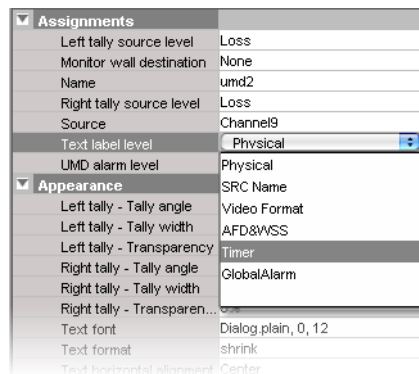 Assignments
Left tally source level Loss
Monitor wall destination None
Name umd2
Right tally source level Loss
Source Channel9
Text label level Physical
UMD alarm level Physical
Appearance SRC Name
Left tally - Tally angle Video Format
Left tally - Tally width AFD&WSS
Left tally - Transparency Timer
Right tally - Tally angle GlobalAlarm
Right tally - Tally width
Right tally - Transparen...
Text font Dialog.plain, 0, 12
Text format shrink
Text horizontal alignment Center